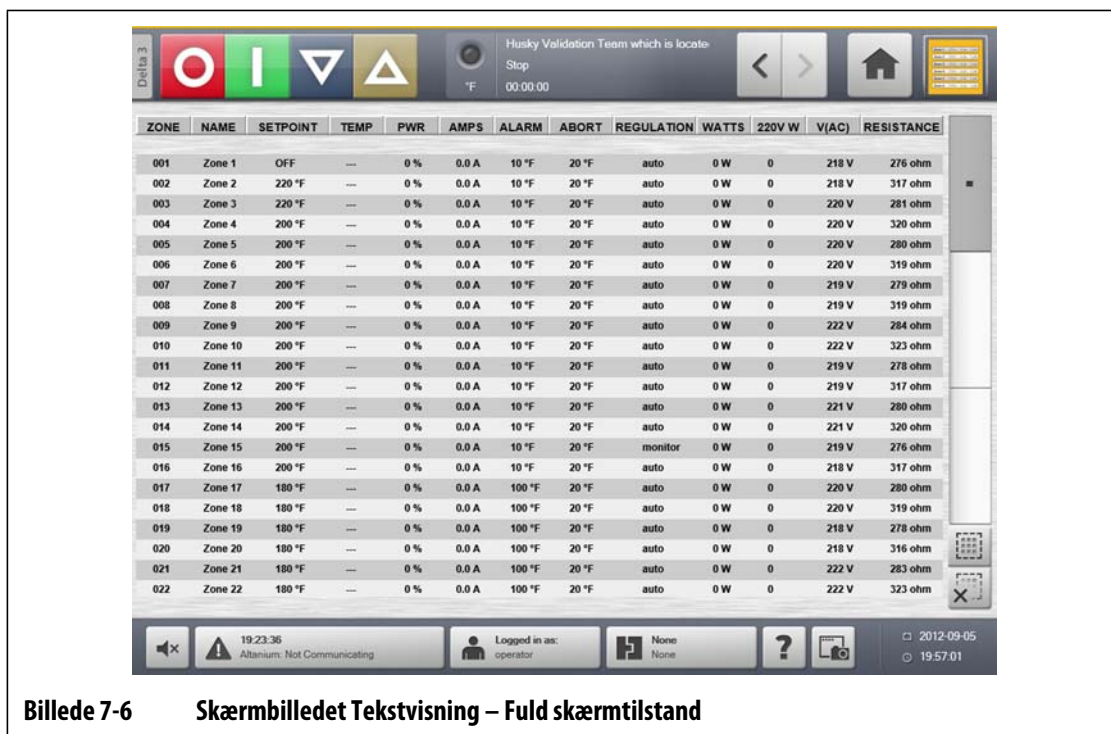 Delta 3
Husky Validation Team which is locate
Stop
°F 00:00:00
ZONE NAME SETPOINT TEMP PWR AMPS ALARM ABORT REGULATION WATTS 220V W V(AC) RESISTANCE
001 Zone 1 OFF --- 0 % 0.0 A 10 °F 20 °F auto 0 W 0 218 V 276 ohm
002 Zone 2 220 °F --- 0 % 0.0 A 10 °F 20 °F auto 0 W 0 218 V 317 ohm
003 Zone 3 220 °F --- 0 % 0.0 A 10 °F 20 °F auto 0 W 0 220 V 281 ohm
004 Zone 4 200 °F --- 0 % 0.0 A 10 °F 20 °F auto 0 W 0 220 V 320 ohm
005 Zone 5 200 °F --- 0 % 0.0 A 10 °F 20 °F auto 0 W 0 220 V 280 ohm
006 Zone 6 200 °F --- 0 % 0.0 A 10 °F 20 °F auto 0 W 0 220 V 319 ohm
007 Zone 7 200 °F --- 0 % 0.0 A 10 °F 20 °F auto 0 W 0 219 V 279 ohm
008 Zone 8 200 °F --- 0 % 0.0 A 10 °F 20 °F auto 0 W 0 219 V 319 ohm
009 Zone 9 200 °F --- 0 % 0.0 A 10 °F 20 °F auto 0 W 0 222 V 284 ohm
010 Zone 10 200 °F --- 0 % 0.0 A 10 °F 20 °F auto 0 W 0 222 V 323 ohm
011 Zone 11 200 °F --- 0 % 0.0 A 10 °F 20 °F auto 0 W 0 219 V 278 ohm
012 Zone 12 200 °F --- 0 % 0.0 A 10 °F 20 °F auto 0 W 0 219 V 317 ohm
013 Zone 13 200 °F --- 0 % 0.0 A 10 °F 20 °F auto 0 W 0 221 V 280 ohm
014 Zone 14 200 °F --- 0 % 0.0 A 10 °F 20 °F auto 0 W 0 221 V 320 ohm
015 Zone 15 200 °F --- 0 % 0.0 A 10 °F 20 °F monitor 0 W 0 219 V 276 ohm
016 Zone 16 200 °F --- 0 % 0.0 A 10 °F 20 °F auto 0 W 0 218 V 317 ohm
017 Zone 17 180 °F --- 0 % 0.0 A 100 °F 20 °F auto 0 W 0 220 V 280 ohm
018 Zone 18 180 °F --- 0 % 0.0 A 100 °F 20 °F auto 0 W 0 220 V 319 ohm
019 Zone 19 180 °F --- 0 % 0.0 A 100 °F 20 °F auto 0 W 0 218 V 278 ohm
020 Zone 20 180 °F --- 0 % 0.0 A 100 °F 20 °F auto 0 W 0 218 V 316 ohm
021 Zone 21 180 °F --- 0 % 0.0 A 100 °F 20 °F auto 0 W 0 222 V 283 ohm
022 Zone 22 180 °F --- 0 % 0.0 A 100 °F 20 °F auto 0 W 0 222 V 323 ohm
19:23:36 Logged in as: None 2012-09-05
Altanium: Not Communicating operator None ? 19:57:01
Billede 7-6 Skærmbilledet Tekstvisning – Fuld skærmtilstand